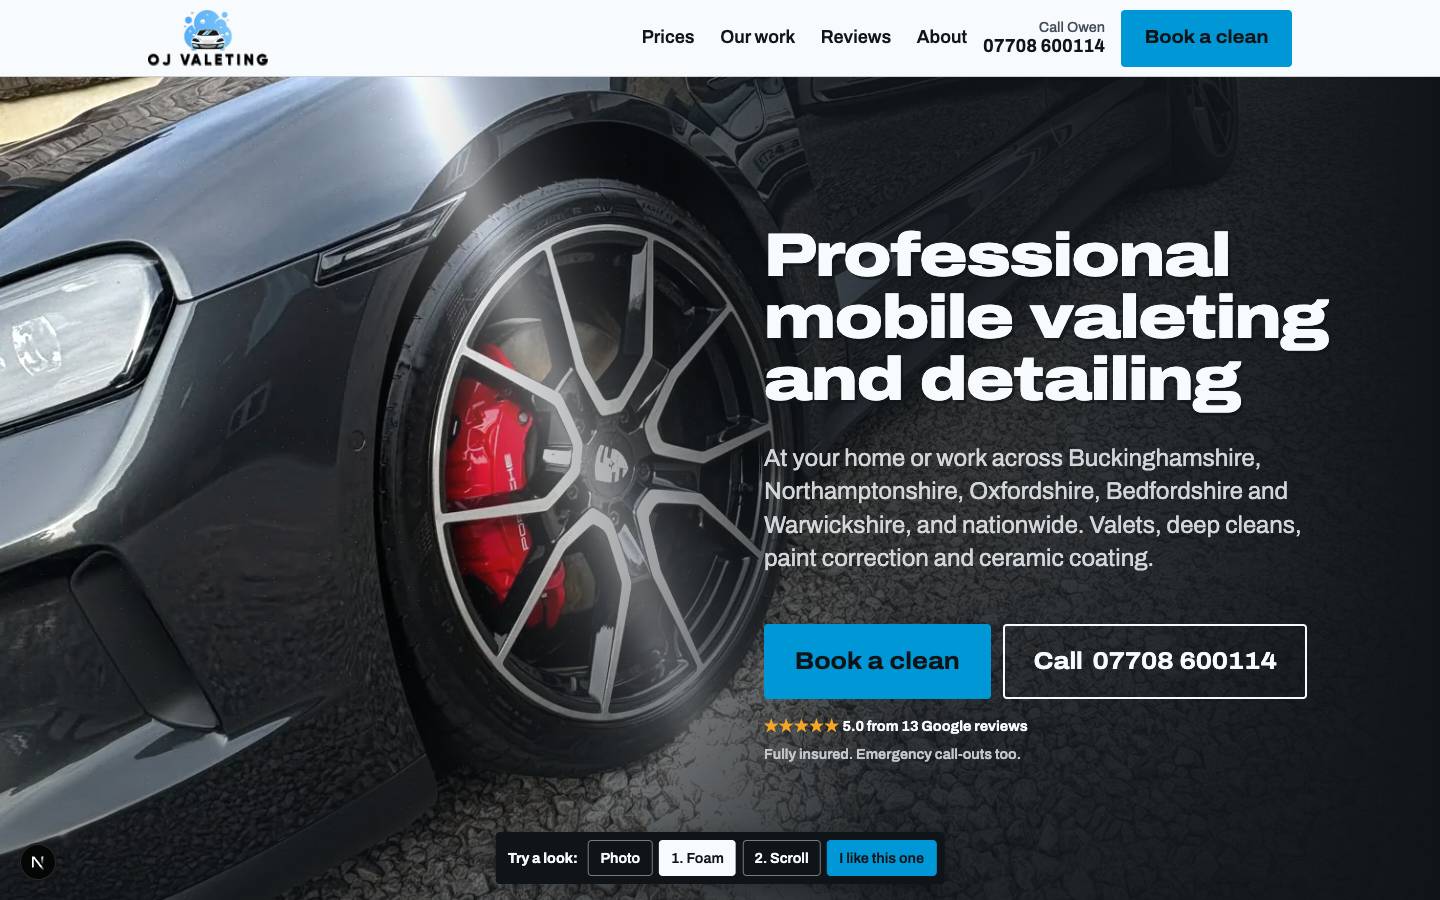 OJ VALETING
Prices
Our work
Reviews
About
Call Owen
07708 600114
Book a clean
Professional
mobile valeting
and detailing
At your home or work across Buckinghamshire,
Northamptonshire, Oxfordshire, Bedfordshire and
Warwickshire, and nationwide. Valets, deep cleans,
paint correction and ceramic coating.
Book a clean
Call 07708 600114
★★★★★ 5.0 from 13 Google reviews
Fully insured. Emergency call-outs too.
Try a look:
Photo
1. Foam
2. Scroll
I like this one
N